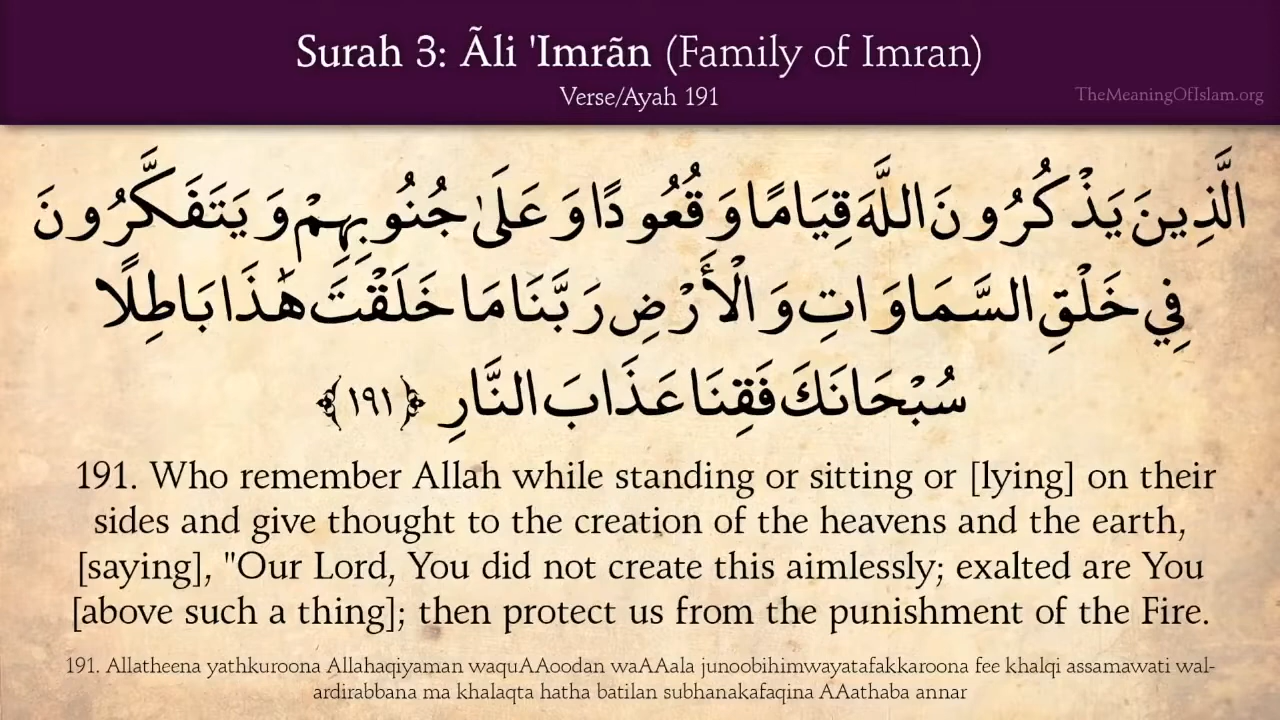 Surah 3: Ãli 'Imrãn (Family of Imran)
Verse/Ayah 191
TheMeaningOfIslam.org
الَّذِينَ يَذْكُرُونَ اللَّهَ قِيَامًا وَقُعُودًا وَعَلَىٰ جُنُوبِهِمْ وَيَتَفَكَّرُونَ
فِي خَلْقِ السَّمَاوَاتِ وَالْأَرْضِ رَبَّنَا مَا خَلَقْتَ هَٰذَا بَاطِلًا
سُبْحَانَكَ فَقِنَا عَذَابَ النَّارِ ﴿١٩١﴾
191. Who remember Allah while standing or sitting or [lying] on their
sides and give thought to the creation of the heavens and the earth,
[saying], "Our Lord, You did not create this aimlessly; exalted are You
[above such a thing]; then protect us from the punishment of the Fire.
191. Allatheena yathkuroona Allahaqiyaman waquAAoodan waAAala junoobihimwayatafakkaroona fee khalqi assamawati wal-
ardirabbana ma khalaqta hatha batilan subhanakafaqina AAathaba annar